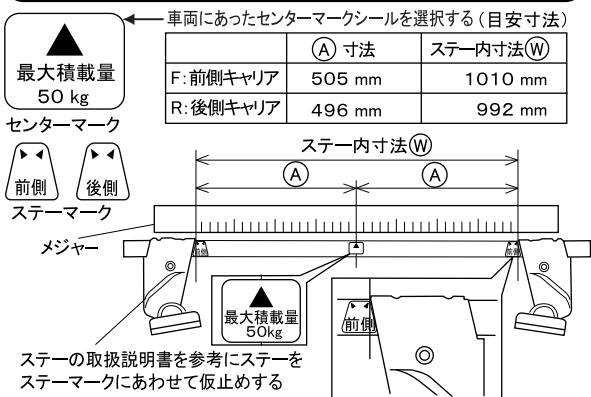 車両にあったセンターマークシールを選択する(目安寸法)
最大積載量
50 kg
センターマーク
Ⓐ 寸法 ステー内寸法Ⓦ
F:前側キャリア 505 mm 1010 mm
R:後側キャリア 496 mm 992 mm
前側 後側
ステーマーク
ステー内寸法Ⓦ
Ⓐ Ⓐ
メジャー
前側 前側
最大積載量
50kg
前側
ステーの取扱説明書を参考にステーを
ステーマークにあわせて仮止めする